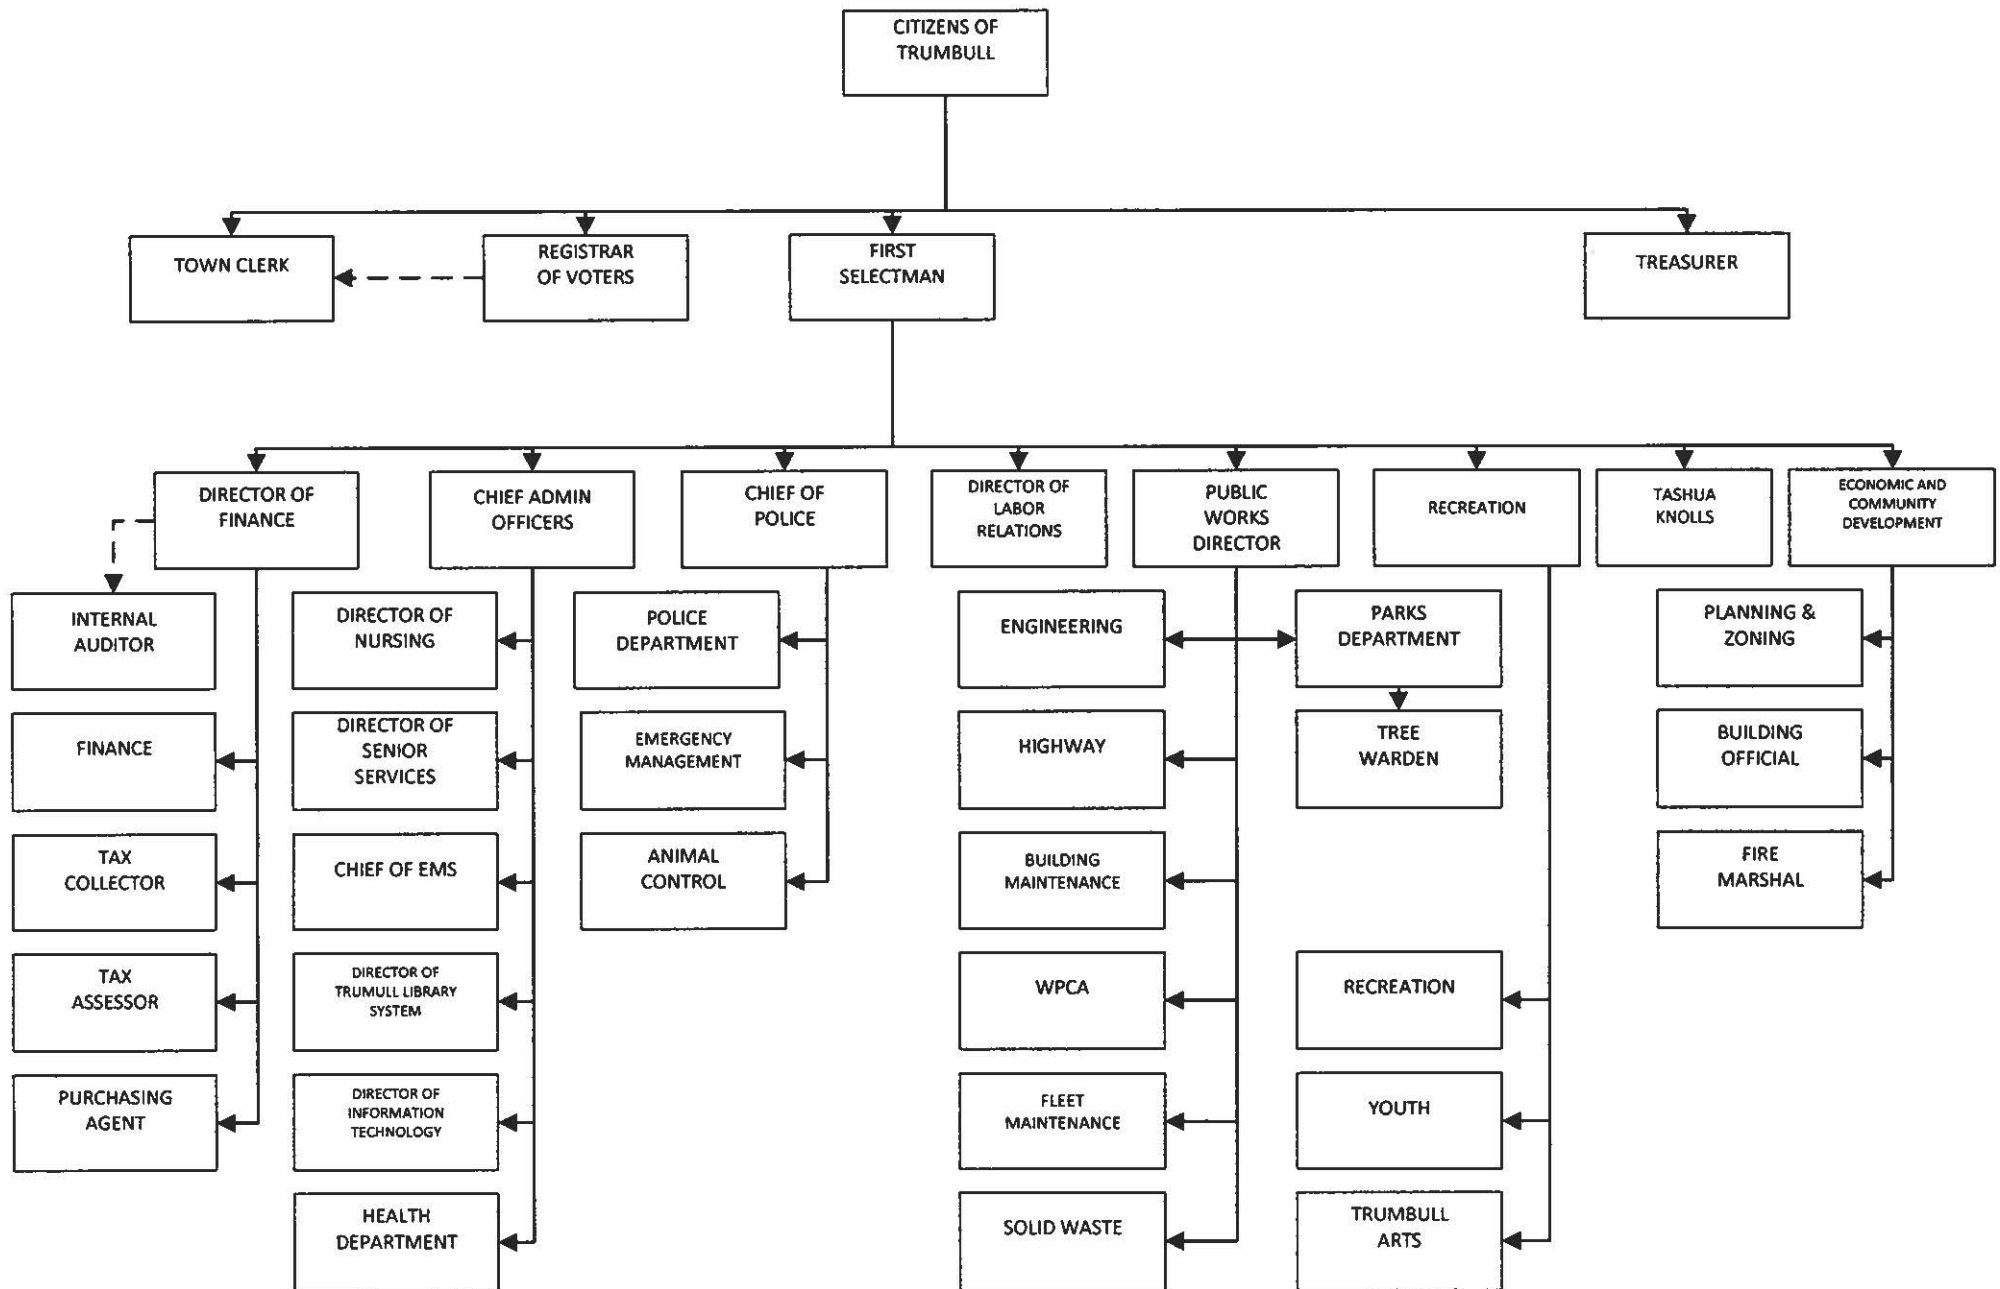 CITIZENS OF
TRUMBULL
TOWN CLERK
REGISTRAR
OF VOTERS
FIRST
SELECTMAN
TREASURER
DIRECTOR OF
FINANCE
CHIEF ADMIN
OFFICERS
CHIEF OF
POLICE
DIRECTOR OF
LABOR
RELATIONS
PUBLIC
WORKS
DIRECTOR
RECREATION
TASHUA
KNOLLS
ECONOMIC AND
COMMUNITY
DEVELOPMENT
INTERNAL
AUDITOR
DIRECTOR OF
NURSING
POLICE
DEPARTMENT
ENGINEERING
PARKS
DEPARTMENT
PLANNING &
ZONING
FINANCE
DIRECTOR OF
SENIOR
SERVICES
EMERGENCY
MANAGEMENT
HIGHWAY
TREE
WARDEN
BUILDING
OFFICIAL
TAX
COLLECTOR
CHIEF OF EMS
ANIMAL
CONTROL
BUILDING
MAINTENANCE
FIRE
MARSHAL
TAX
ASSESSOR
DIRECTOR OF
TRUMULL LIBRARY
SYSTEM
WPCA
RECREATION
PURCHASING
AGENT
DIRECTOR OF
INFORMATION
TECHNOLOGY
FLEET
MAINTENANCE
YOUTH
HEALTH
DEPARTMENT
SOLID WASTE
TRUMBULL
ARTS